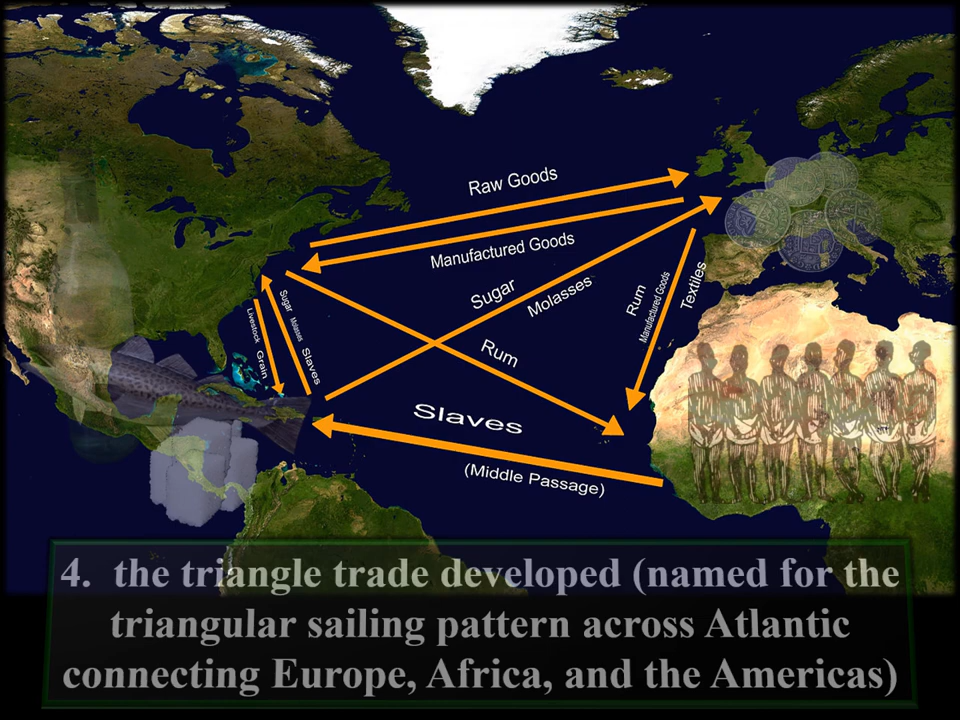 Raw Goods
Manufactured Goods
Sugar
Molasses
Rum
Manufactured Goods
Textiles
Sugar Molasses Slaves
Livestock Grain
Rum
Slaves
(Middle Passage)
4. the triangle trade developed (named for the
triangular sailing pattern across Atlantic
connecting Europe, Africa, and the Americas)